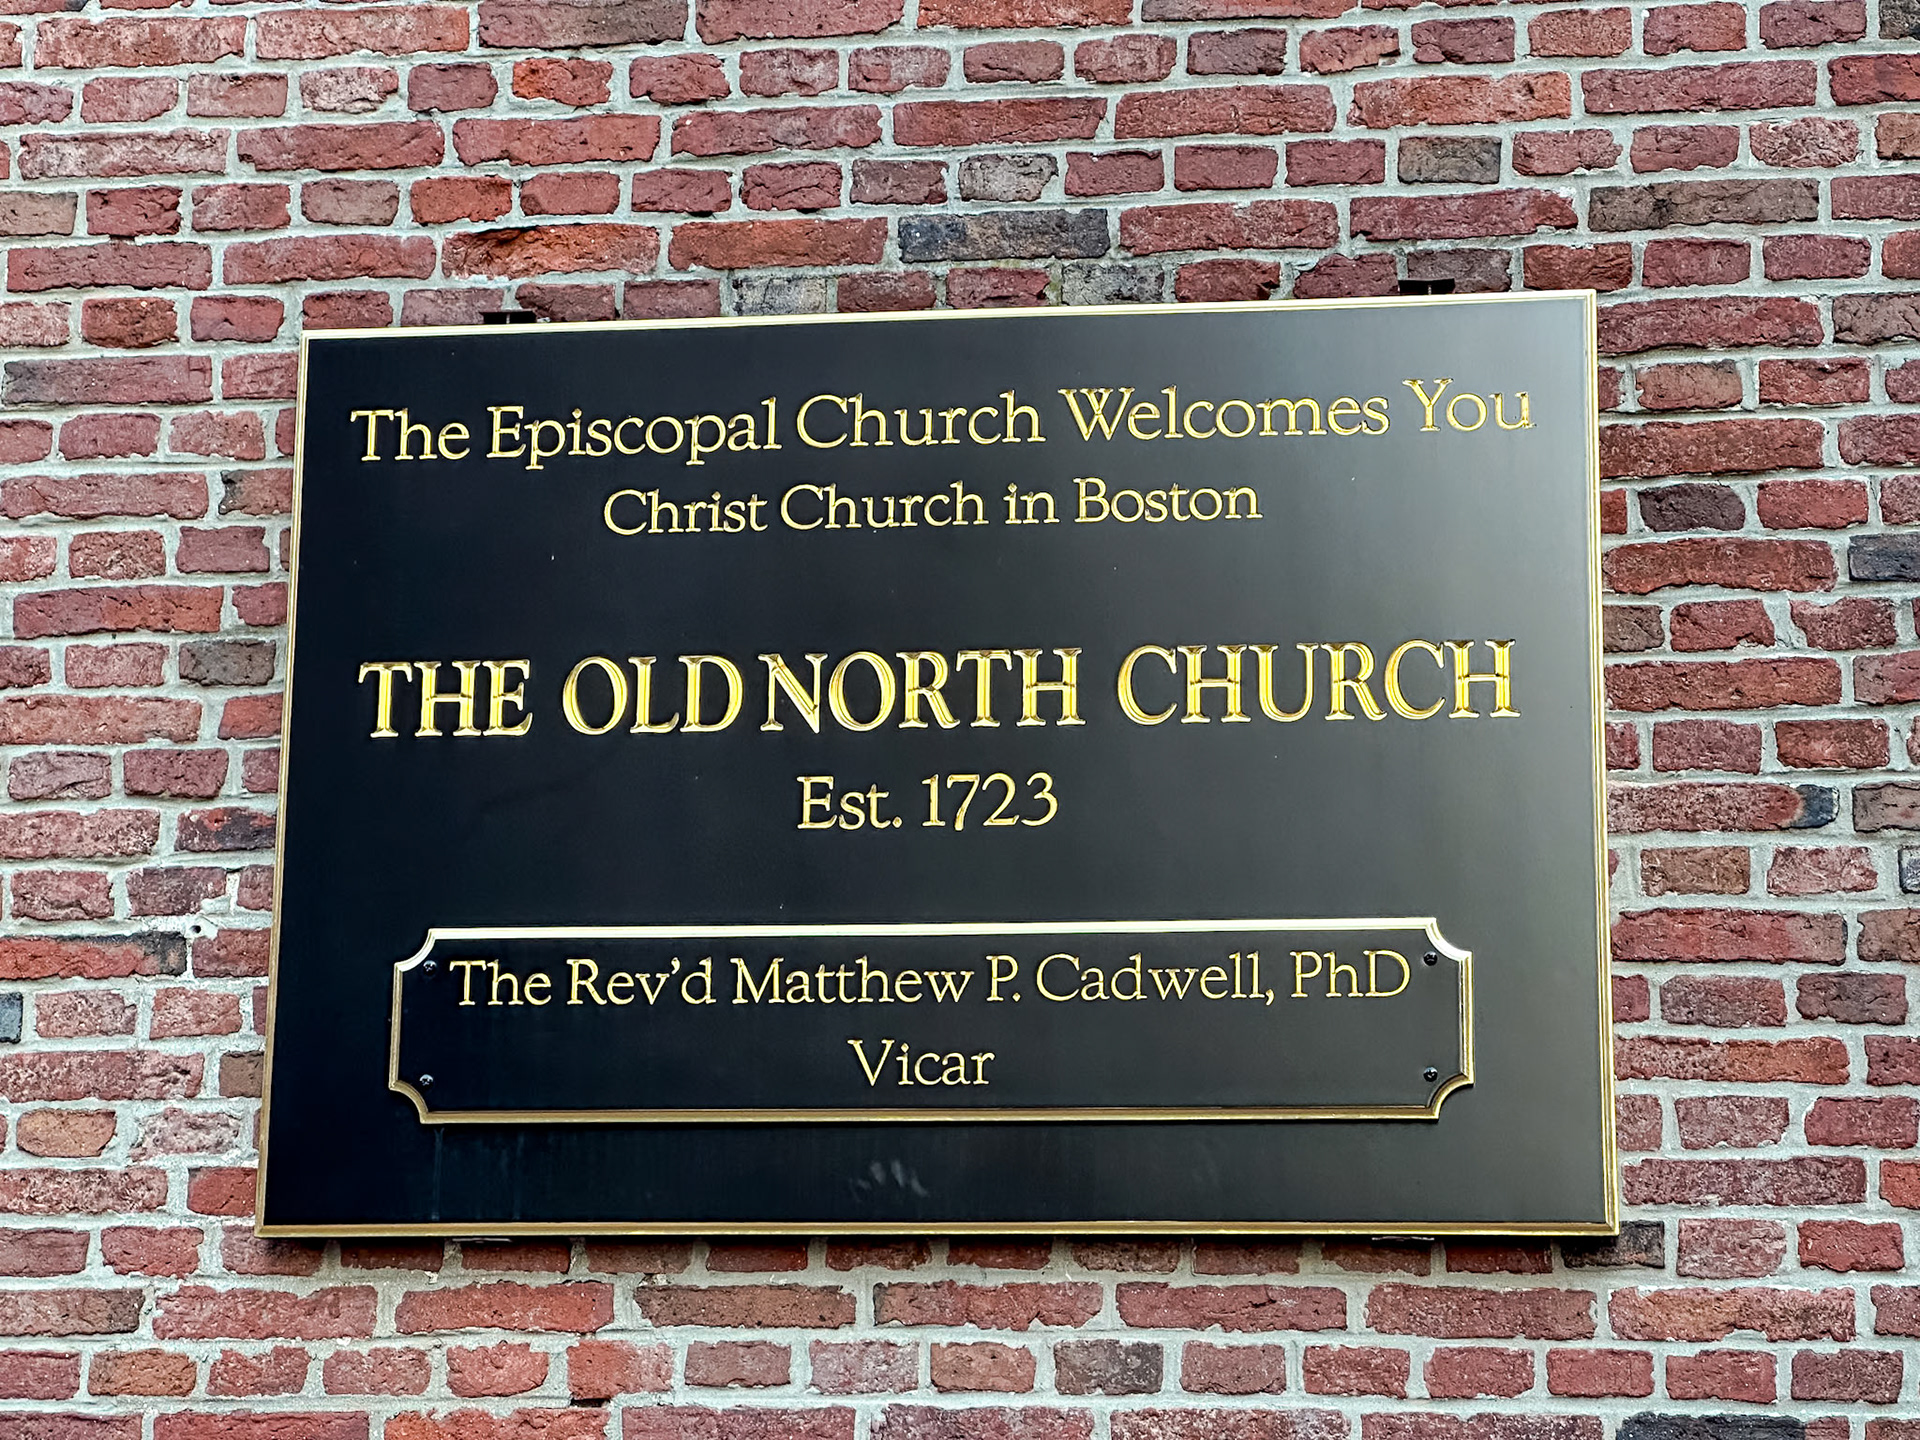 The Episcopal Church Welcomes You
Christ Church in Boston
THE OLD NORTH CHURCH
Est. 1723
The Rev'd Matthew P. Cadwell, PhD
Vicar